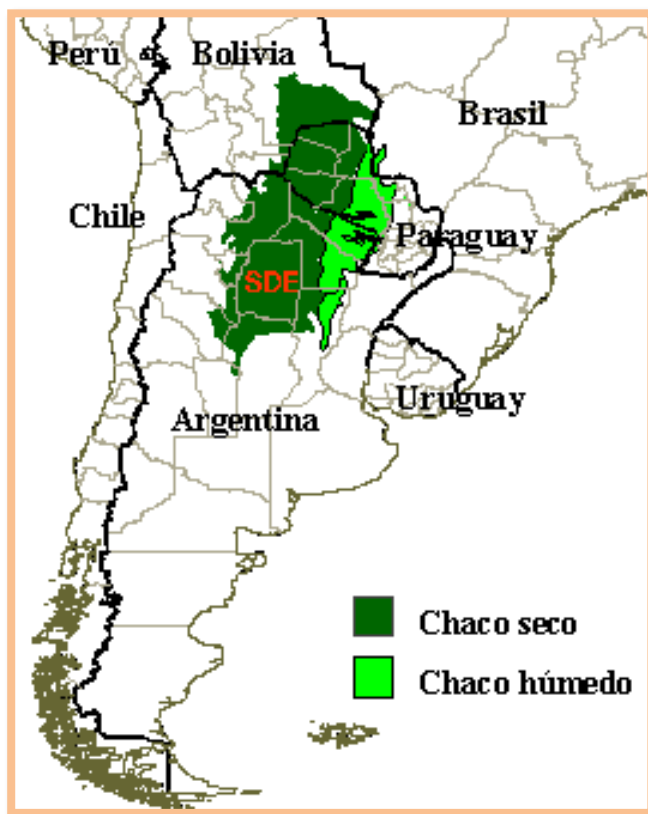 Perú
Bolivia
Brasil
Chile
Paraguay
SDE
Uruguay
Argentina
Chaco seco
Chaco húmedo